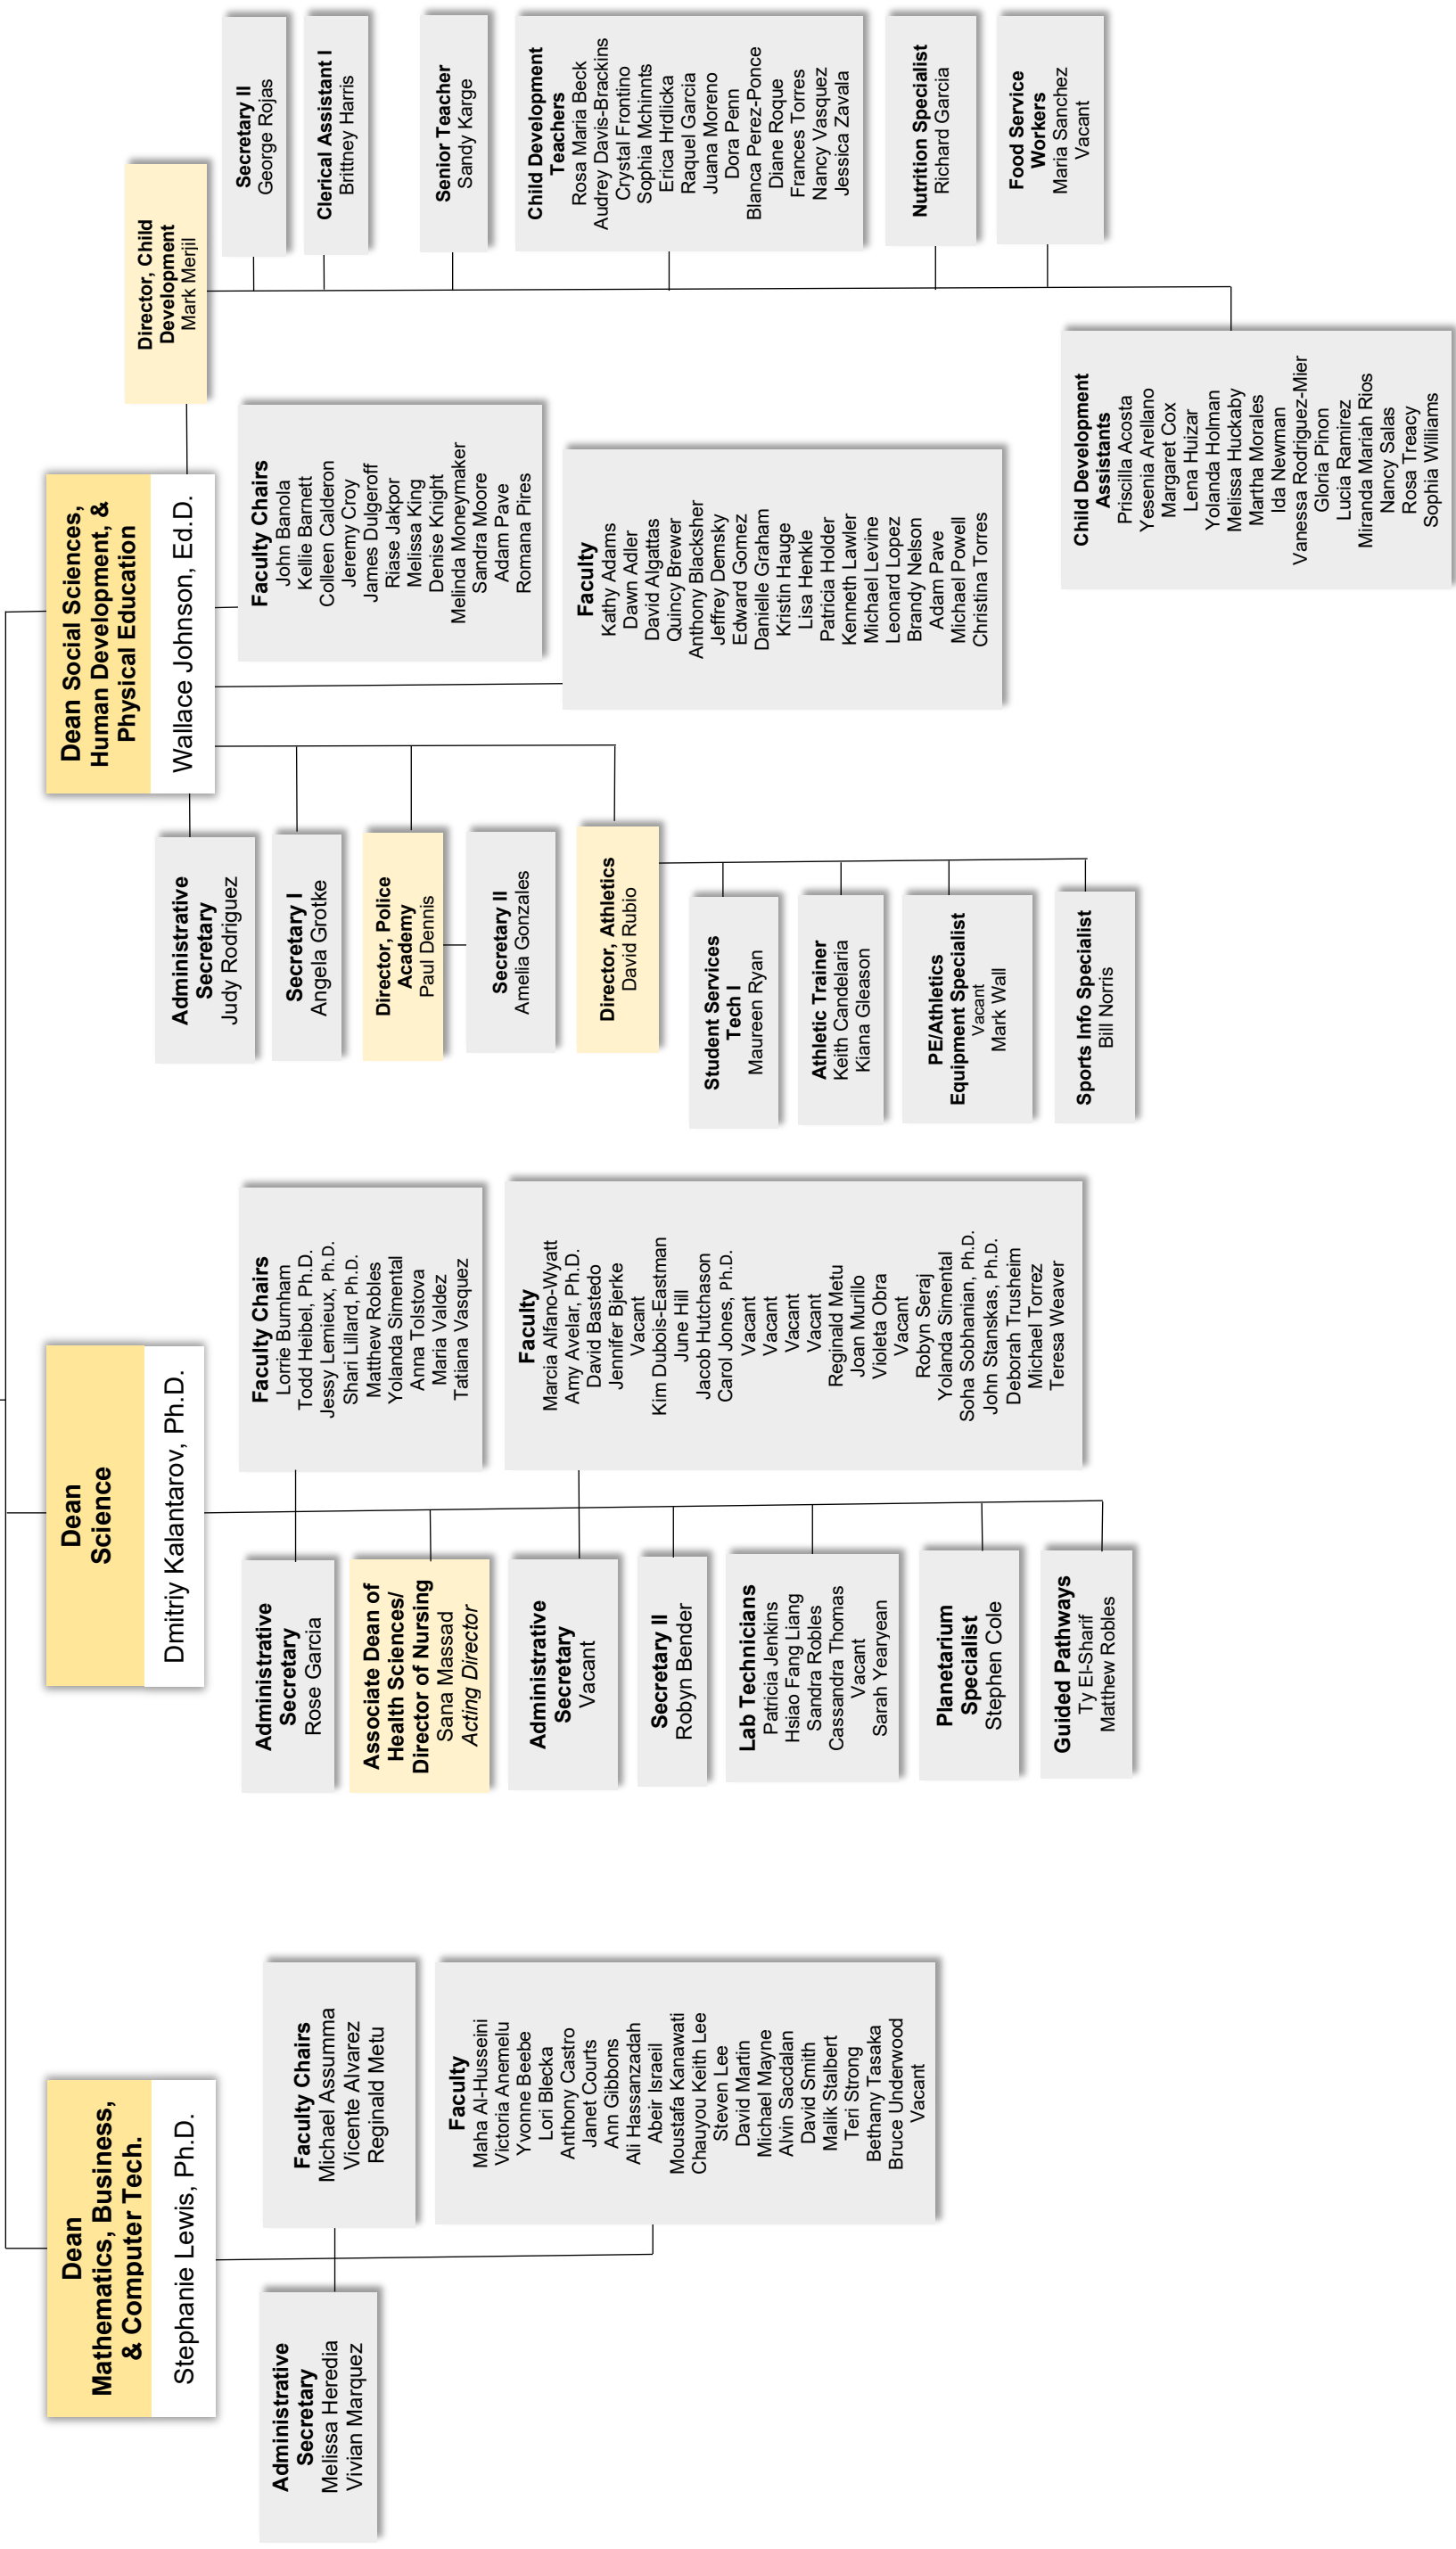 Dean
Mathematics, Business,
& Computer Tech.
Stephanie Lewis, Ph.D.
Administrative
Secretary
Melissa Heredia
Vivian Marquez
Faculty Chairs
Michael Assumma
Vicente Alvarez
Reginald Metu
Faculty
Maha Al-Husseini
Victoria Anemelu
Yvonne Beebe
Lori Blecka
Anthony Castro
Janet Courts
Ann Gibbons
Ali Hassanzadah
Abeir Israeil
Moustafa Kanawati
Chauyou Keith Lee
Steven Lee
David Martin
Michael Mayne
Alvin Sacdalan
David Smith
Malik Stalbert
Teri Strong
Bethany Tasaka
Bruce Underwood
Vacant
Dean
Science
Dmitriy Kalantarov, Ph.D.
Administrative
Secretary
Rose Garcia
Associate Dean of
Health Sciences/
Director of Nursing
Sana Massad
Acting Director
Administrative
Secretary
Vacant
Secretary II
Robyn Bender
Lab Technicians
Patricia Jenkins
Hsiao Fang Liang
Sandra Robles
Cassandra Thomas
Vacant
Sarah Yearyean
Planetarium
Specialist
Stephen Cole
Guided Pathways
Ty El-Sharif
Matthew Robles
Faculty Chairs
Lorrie Burnham
Todd Heibel, Ph.D.
Jessy Lemieux, Ph.D.
Shari Lillard, Ph.D.
Matthew Robles
Yolanda Simental
Anna Tolstova
Maria Valdez
Tatiana Vasquez
Faculty
Marcia Alfano-Wyatt
Amy Avelar, Ph.D.
David Bastedo
Jennifer Bjerke
Vacant
Kim Dubois-Eastman
June Hill
Jacob Hutchason
Carol Jones, Ph.D.
Vacant
Vacant
Vacant
Vacant
Reginald Metu
Joan Murillo
Violeta Obra
Vacant
Robyn Seraj
Yolanda Simental
Soha Sobhanian, Ph.D.
John Stanskas, Ph.D.
Deborah Trusheim
Michael Torrez
Teresa Weaver
Dean Social Sciences,
Human Development, &
Physical Education
Wallace Johnson, Ed.D.
Administrative
Secretary
Judy Rodriguez
Secretary I
Angela Grotke
Director, Police
Academy
Paul Dennis
Secretary II
Amelia Gonzales
Director, Athletics
David Rubio
Student Services
Tech I
Maureen Ryan
Athletic Trainer
Keith Candelaria
Kiana Gleason
PE/Athletics
Equipment Specialist
Vacant
Mark Wall
Sports Info Specialist
Bill Norris
Faculty Chairs
John Banola
Kellie Barnett
Colleen Calderon
Jeremy Croy
James Dulgeroff
Riase Jakpor
Melissa King
Denise Knight
Melinda Moneymaker
Sandra Moore
Adam Pave
Romana Pires
Faculty
Kathy Adams
Dawn Adler
David Algattas
Quincy Brewer
Anthony Blacksher
Jeffrey Demsky
Edward Gomez
Danielle Graham
Kristin Hauge
Lisa Henkle
Patricia Holder
Kenneth Lawler
Michael Levine
Leonard Lopez
Brandy Nelson
Adam Pave
Michael Powell
Christina Torres
Director, Child
Development
Mark Merjil
Secretary II
George Rojas
Clerical Assistant I
Britney Harris
Senior Teacher
Sandy Karge
Child Development
Teachers
Rosa Maria Beck
Audrey Davis-Brackins
Crystal Frontino
Sophia Mchinnts
Erica Hrdlicka
Raquel Garcia
Juana Moreno
Dora Penn
Blanca Perez-Ponce
Diane Roque
Frances Torres
Nancy Vasquez
Jessica Zavala
Nutrition Specialist
Richard Garcia
Food Service
Workers
Maria Sanchez
Vacant
Child Development
Assistants
Priscilla Acosta
Yesenia Arellano
Margaret Cox
Lena Huizar
Yolanda Holman
Melissa Huckaby
Martha Morales
Ida Newman
Vanessa Rodriguez-Mier
Gloria Pinon
Lucia Ramirez
Miranda Mariah Rios
Nancy Salas
Rosa Treacy
Sophia Williams